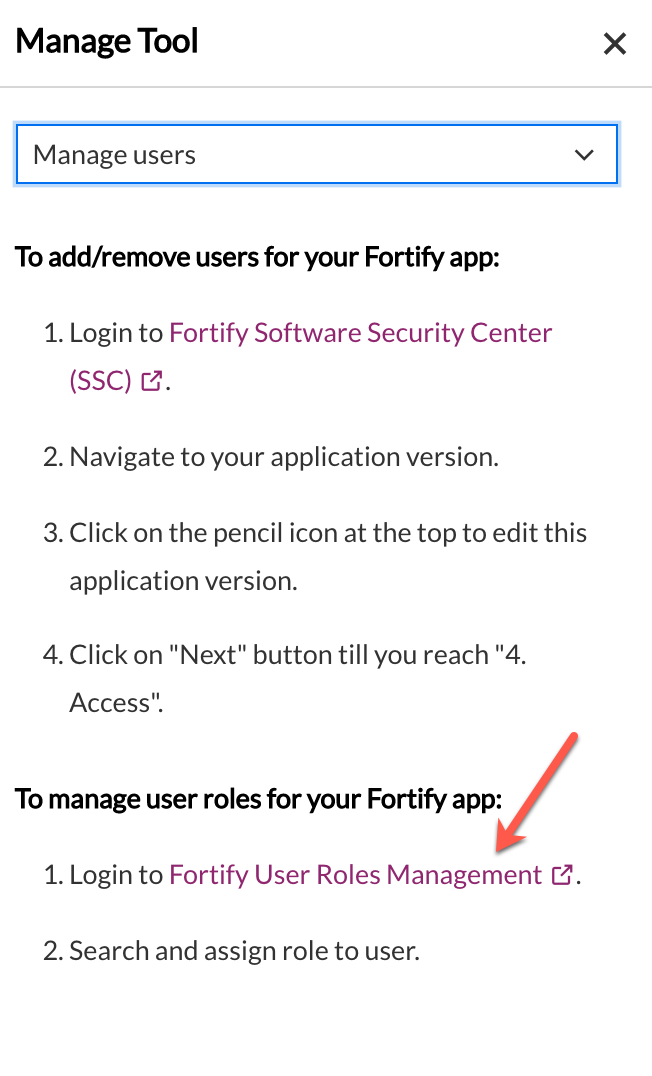 Manage Tool
Manage users
To add/remove users for your Fortify app:
1. Login to Fortify Software Security Center
(SSC).
2. Navigate to your application version.
3. Click on the pencil icon at the top to edit this
application version.
4. Click on "Next" button till you reach "4.
Access".
To manage user roles for your Fortify app:
1. Login to Fortify User Roles Management.
2. Search and assign role to user.